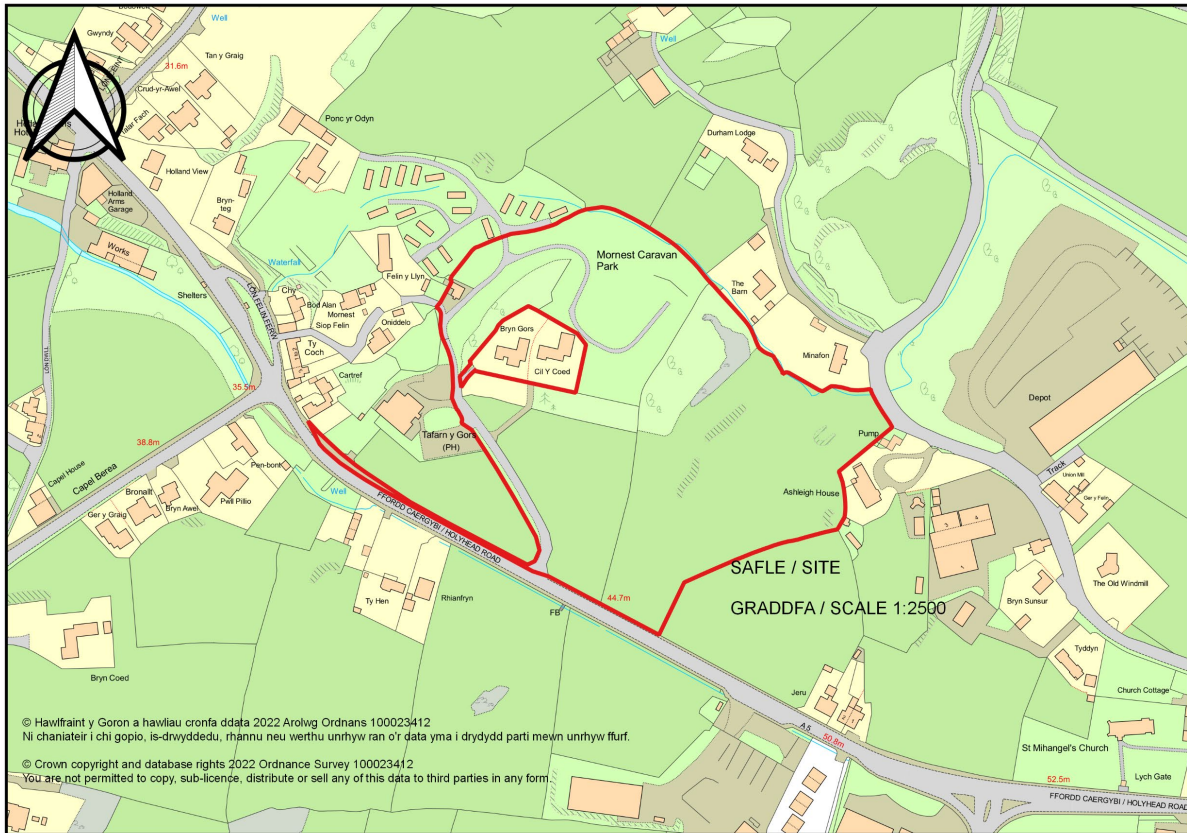 Well
Gwyndy
31.6m
Tan y Graig
Crud-yr-Awel
Ponc yr Odyn
Holland View
Bryn-
teg
Holland
Arms
Garage
Works
Shelters
Waterfall
LÔN FELIN FERW
Chy
Bod Alan
Mornest
Siop Felin
Felin y Llyn
Oniddelo
Ty
Coch
Cartref
35.5m
38.8m
Capel House
Capel Berea
Bronallt
Ger y Graig
Bryn Awel
Pwll Pillio
Pen-bont
Well
Tafarn y Gors
(PH)
FFORDD CAERGYBI / HOLYHEAD ROAD
Ty Hen
Rhianfryn
FB
44.7m
Bryn Coed
Well
Durham Lodge
Mornest Caravan
Park
The
Barn
Minafon
Bryn Gors
Cil Y Coed
Pump
Ashleigh House
Depot
Track
Union Mill
Ger y Felin
3
4
1
The Old Windmill
Bryn Sunsur
Tyddyn
Church Cottage
St Mihangel's Church
Lych Gate
Jeru
2
1
A 5
50.8m
52.5m
FFORDD CAERGYBI / HOLYHEAD ROAD
SAFLE / SITE
GRADDFA / SCALE 1:2500
© Hawlfraint y Goron a hawliau cronfa ddata 2022 Arolwg Ordnans 100023412
Ni chaniateir i chi gopio, is-drwyddedu, rhannu neu werthu unrhyw ran o'r data yma i drydydd parti mewn unrhyw ffurf.
© Crown copyright and database rights 2022 Ordnance Survey 100023412
You are not permitted to copy, sub-licence, distribute or sell any of this data to third parties in any form.